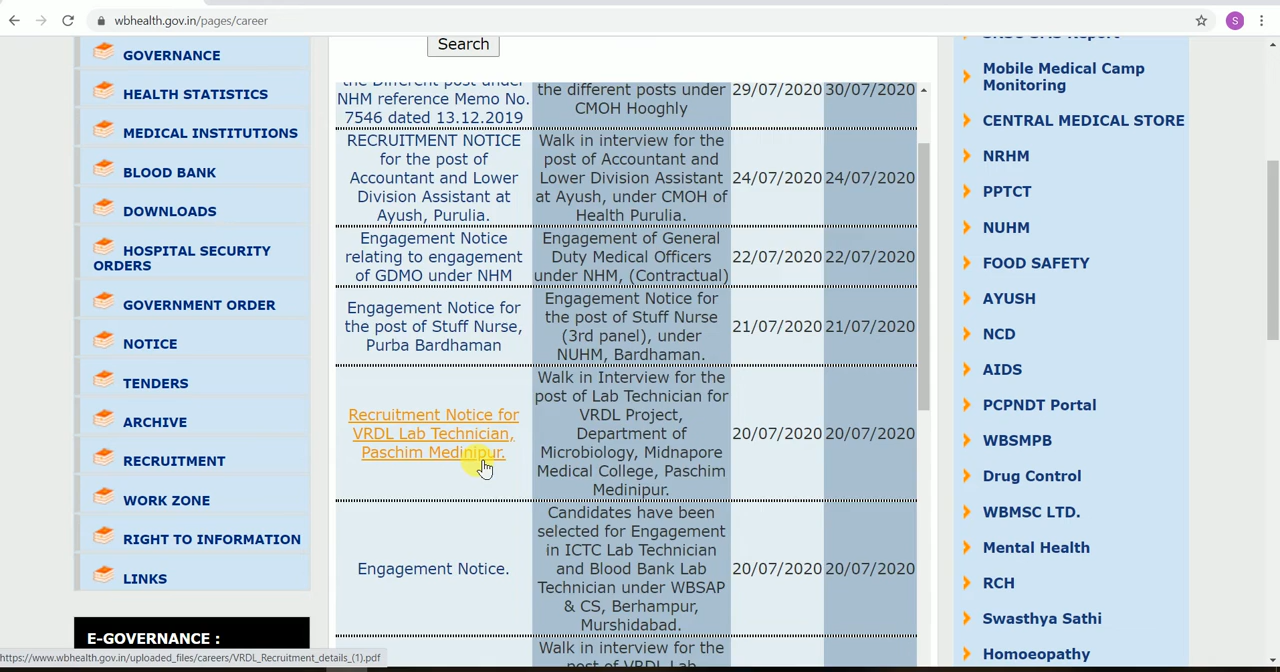 wbhealth.gov.in/pages/career
S
GOVERNANCE
HEALTH STATISTICS
MEDICAL INSTITUTIONS
BLOOD BANK
DOWNLOADS
HOSPITAL SECURITY
ORDERS
GOVERNMENT ORDER
NOTICE
TENDERS
ARCHIVE
RECRUITMENT
WORK ZONE
RIGHT TO INFORMATION
LINKS
E-GOVERNANCE :
https://www.wbhealth.gov.in/uploaded_files/careers/VRDL_Recruitment_details_(1).pdf
Search
the Different post under
NHM reference Memo No.
7546 dated 13.12.2019
the different posts under
CMOH Hooghly
29/07/2020
30/07/2020
RECRUITMENT NOTICE
for the post of
Accountant and Lower
Division Assistant at
Ayush, Purulia.
Walk in interview for the
post of Accountant and
Lower Division Assistant
at Ayush, under CMOH of
Health Purulia.
24/07/2020
24/07/2020
Engagement Notice
relating to engagement
of GDMO under NHM
Engagement of General
Duty Medical Officers
under NHM, (Contractual)
22/07/2020
22/07/2020
Engagement Notice for
the post of Stuff Nurse,
Purba Bardhaman
Engagement Notice for
the post of Stuff Nurse
(3rd panel), under
NUHM, Bardhaman.
21/07/2020
21/07/2020
Recruitment Notice for
VRDL Lab Technician,
Paschim Medinipur.
Walk in Interview for the
post of Lab Technician for
VRDL Project,
Department of
Microbiology, Midnapore
Medical College, Paschim
Medinipur.
20/07/2020
20/07/2020
Engagement Notice.
Candidates have been
selected for Engagement
in ICTC Lab Technician
and Blood Bank Lab
Technician under WBSAP
& CS, Berhampur,
Murshidabad.
20/07/2020
20/07/2020
Walk in interview for the
post of VRDL Lab
Mobile Medical Camp
Monitoring
CENTRAL MEDICAL STORE
NRHM
PPTCT
NUHM
FOOD SAFETY
AYUSH
NCD
AIDS
PCPNDT Portal
WBSMPB
Drug Control
WBMSC LTD.
Mental Health
RCH
Swasthya Sathi
Homoeopathy